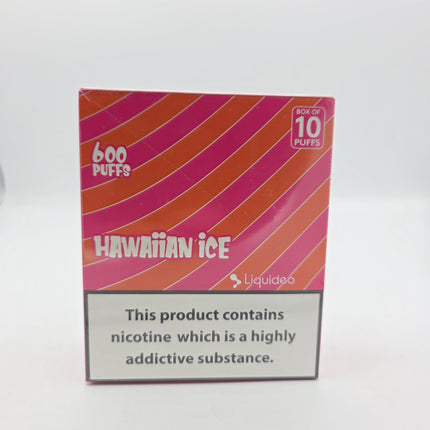 BOX OF
10
PUFFS
600
PUFFS
HAWAiiAN iCE
Liquideo
This product contains
nicotine which is a highly
addictive substance.